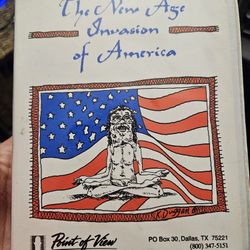 The New Age
Invasion
of America
Point of View
PO Box 30, Dallas, TX 75221
(800) 347-5151